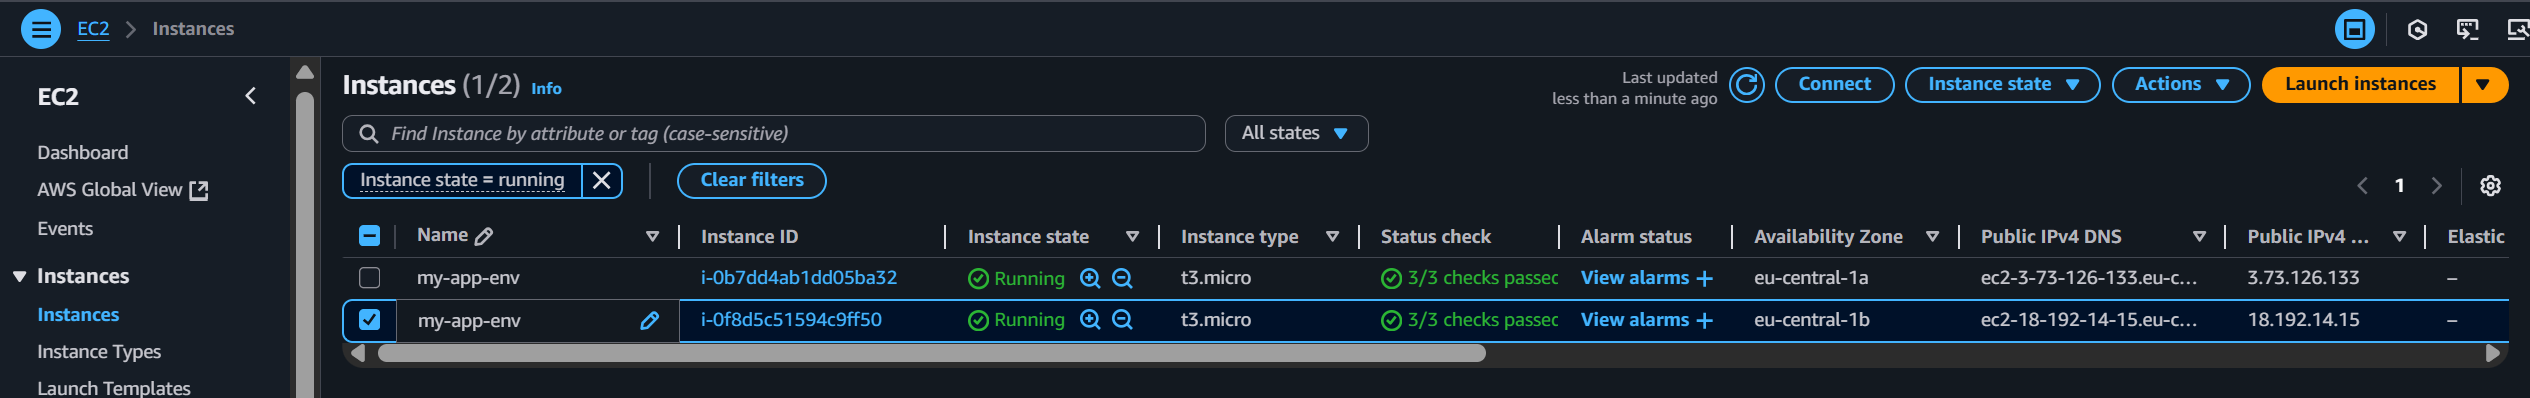 EC2 > Instances
EC2
Dashboard
AWS Global View
Events
Instances
Instances
Instance Types
Launch Templates
Instances (1/2) Info
Last updated
less than a minute ago
Connect
Instance state
Actions
Launch instances
Find Instance by attribute or tag (case-sensitive)
All states
Instance state = running
Clear filters
1
Name Instance ID Instance state Instance type Status check Alarm status Availability Zone Public IPv4 DNS Public IPv4 ... Elastic
my-app-env i-0b7dd4ab1dd05ba32 Running t3.micro 3/3 checks passed View alarms + eu-central-1a ec2-3-73-126-133.eu-c... 3.73.126.133 –
my-app-env i-0f8d5c51594c9ff50 Running t3.micro 3/3 checks passed View alarms + eu-central-1b ec2-18-192-14-15.eu-c... 18.192.14.15 –